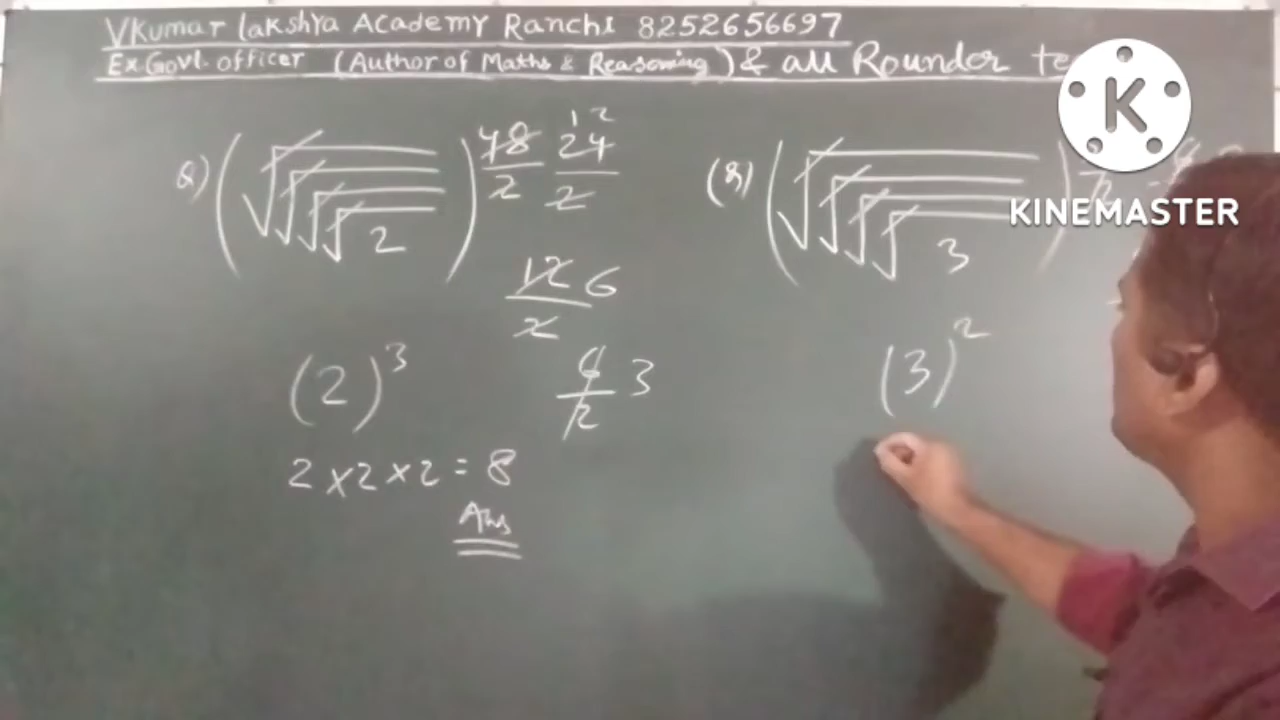 VKumar Lakshya Academy Ranchi 8252656697
Ex. Govt. officer (Author of Maths & Reasoning) & all Rounder te
KINEMASTER
Q) (√√√√2) 48/2 24/2 12
12/2 6
(2)^3 6/2 3
2 × 2 × 2 = 8
Ans
(Q) (√√√√3)
(3)^2